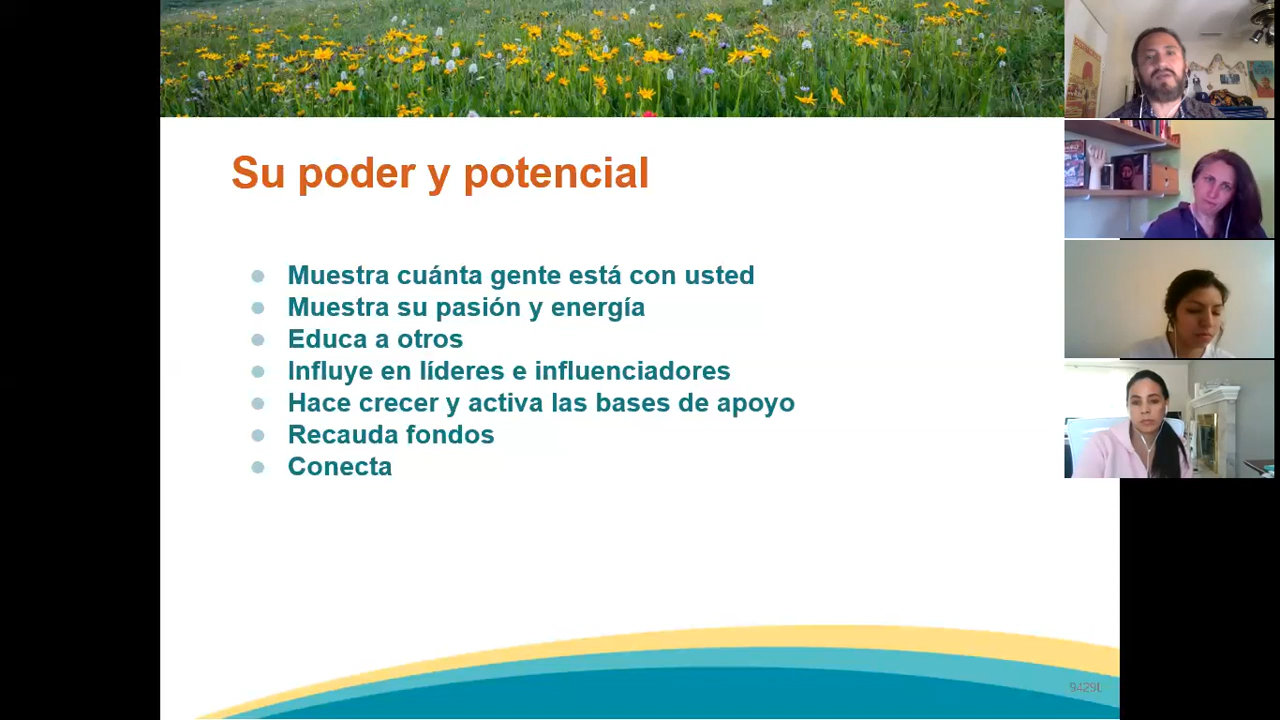 Su poder y potencial
Muestra cuánta gente está con usted
Muestra su pasión y energía
Educa a otros
Influye en líderes e influenciadores
Hace crecer y activa las bases de apoyo
Recauda fondos
Conecta